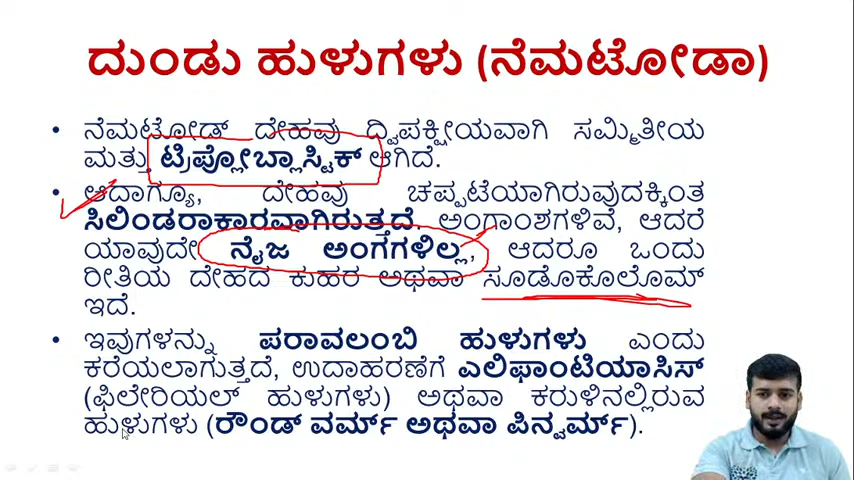 ದುಂಡು ಹುಳುಗಳು (ನೆಮಟೋಡಾ)
• ನೆಮಟೋಡ್ ದೇಹವು ದ್ವಿಪಕ್ಷೀಯವಾಗಿ ಸಮ್ಮಿತೀಯ
ಮತ್ತು ಟ್ರಿಪ್ಲೋಬ್ಲಾಸ್ಟಿಕ್ ಆಗಿದೆ.
• ಆದಾಗ್ಯೂ, ದೇಹವು ಚಪ್ಪಟೆಯಾಗಿರುವುದಕ್ಕಿಂತ
ಸಿಲಿಂಡರಾಕಾರವಾಗಿರುತ್ತದೆ. ಅಂಗಾಂಶಗಳಿವೆ, ಆದರೆ
ಯಾವುದೇ ನೈಜ ಅಂಗಗಳಿಲ್ಲ, ಆದರೂ ಒಂದು
ರೀತಿಯ ದೇಹದ ಕುಹರ ಅಥವಾ ಸೂಡೊಕೊಲೊಮ್
ಇದೆ.
• ಇವುಗಳನ್ನು ಪರಾವಲಂಬಿ ಹುಳುಗಳು ಎಂದು
ಕರೆಯಲಾಗುತ್ತದೆ, ಉದಾಹರಣೆಗೆ ಎಲಿಫಾಂಟಿಯಾಸಿಸ್
(ಫಿಲೇರಿಯಲ್ ಹುಳುಗಳು) ಅಥವಾ ಕರುಳಿನಲ್ಲಿರುವ
ಹುಳುಗಳು (ರೌಂಡ್ ವರ್ಮ್ ಅಥವಾ ಪಿನ್ವರ್ಮ್).